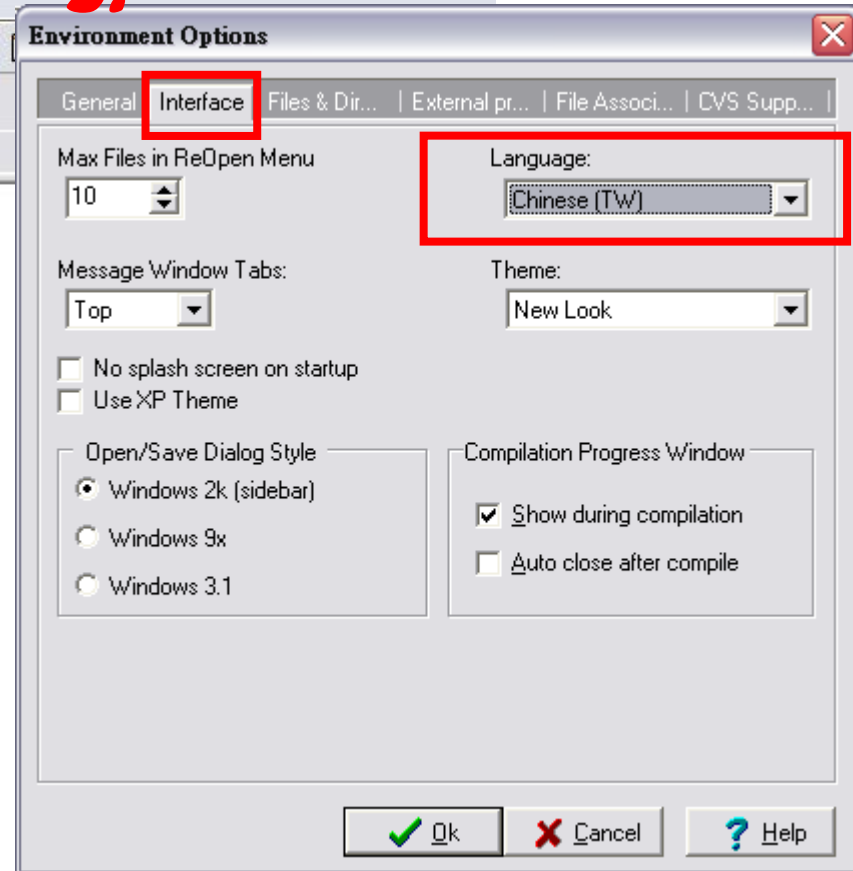 Environment Options
General Interface Files & Dir... External pr... File Associ... CVS Supp...
Max Files in ReOpen Menu
10
Language:
Chinese (TW)
Message Window Tabs:
Top
Theme:
New Look
No splash screen on startup
Use XP Theme
Open/Save Dialog Style
Windows 2k (sidebar)
Windows 9x
Windows 3.1
Compilation Progress Window
Show during compilation
Auto close after compile
Ok Cancel Help